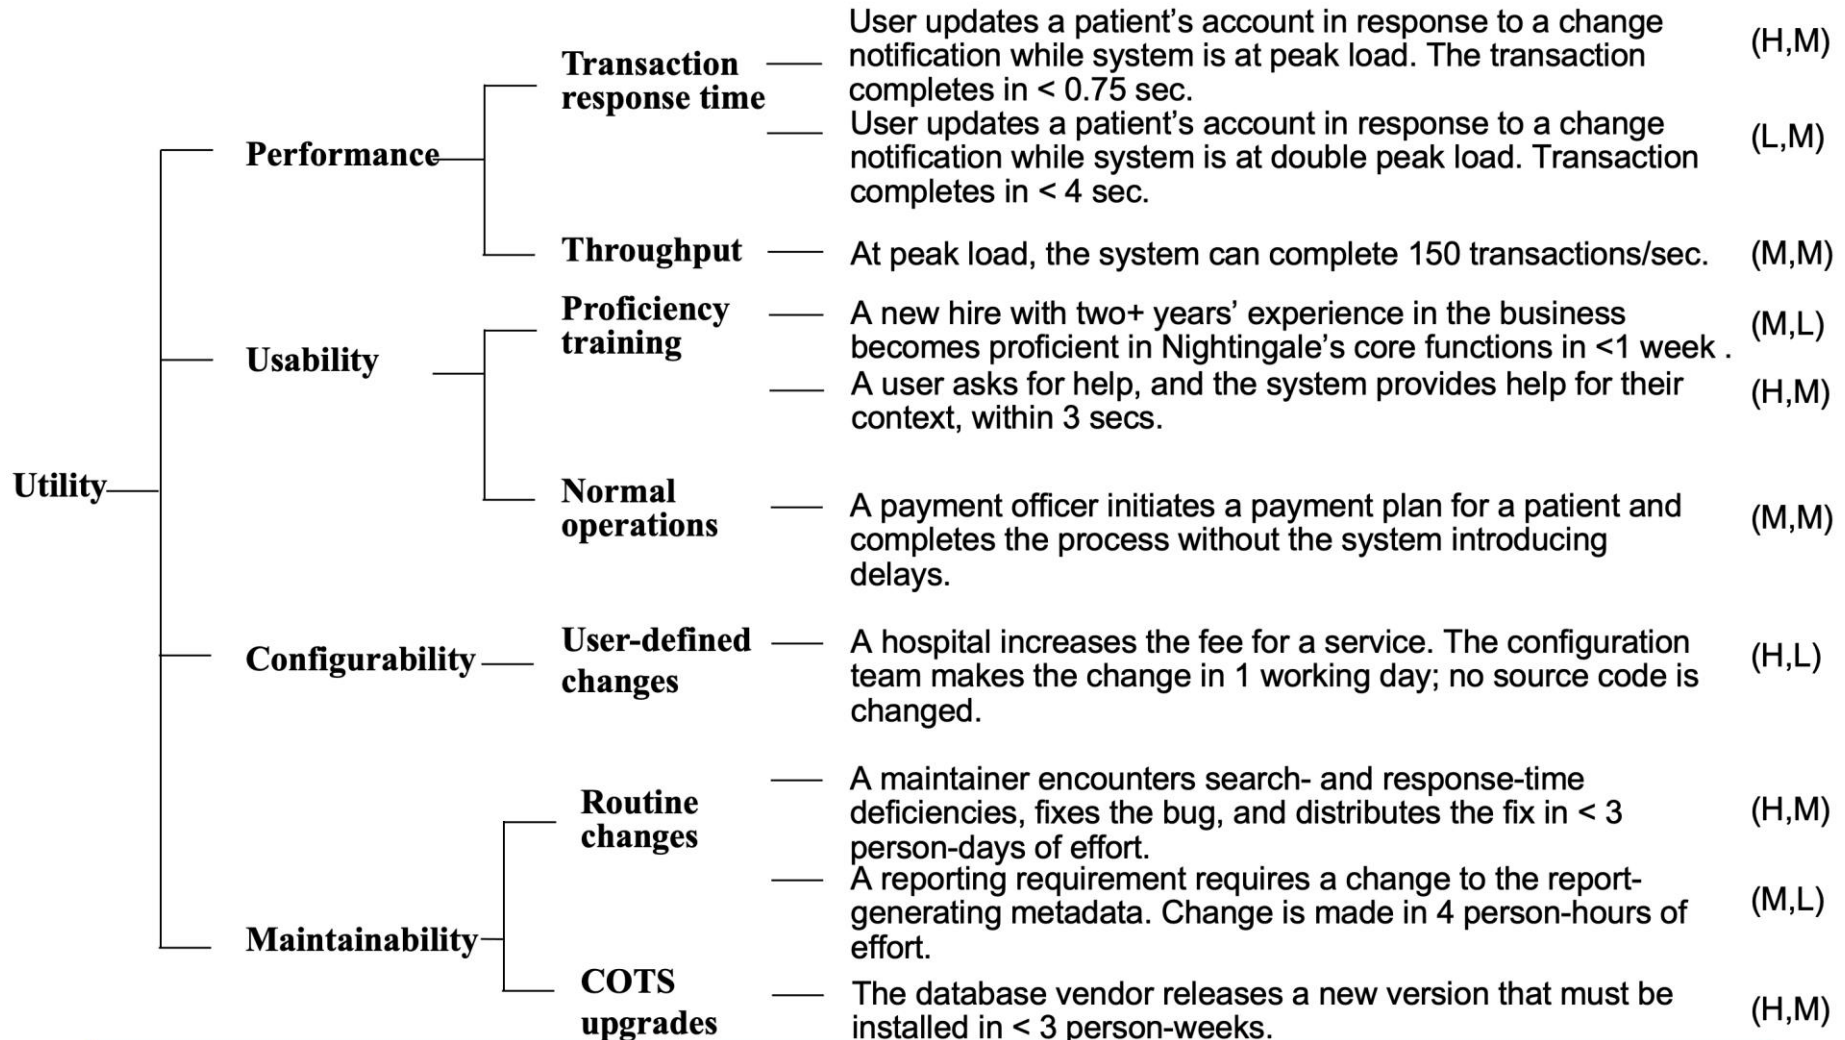 Utility
Performance
Transaction
response time
User updates a patient's account in response to a change
notification while system is at peak load. The transaction
completes in < 0.75 sec.
(H,M)
User updates a patient's account in response to a change
notification while system is at double peak load. Transaction
completes in < 4 sec.
(L,M)
Throughput
At peak load, the system can complete 150 transactions/sec.
(M,M)
Usability
Proficiency
training
A new hire with two+ years' experience in the business
becomes proficient in Nightingale's core functions in <1 week .
(M,L)
A user asks for help, and the system provides help for their
context, within 3 secs.
(H,M)
Normal
operations
A payment officer initiates a payment plan for a patient and
completes the process without the system introducing
delays.
(M,M)
Configurability
User-defined
changes
A hospital increases the fee for a service. The configuration
team makes the change in 1 working day; no source code is
changed.
(H,L)
Maintainability
Routine
changes
A maintainer encounters search- and response-time
deficiencies, fixes the bug, and distributes the fix in < 3
person-days of effort.
(H,M)
A reporting requirement requires a change to the report-
generating metadata. Change is made in 4 person-hours of
effort.
(M,L)
COTS
upgrades
The database vendor releases a new version that must be
installed in < 3 person-weeks.
(H,M)